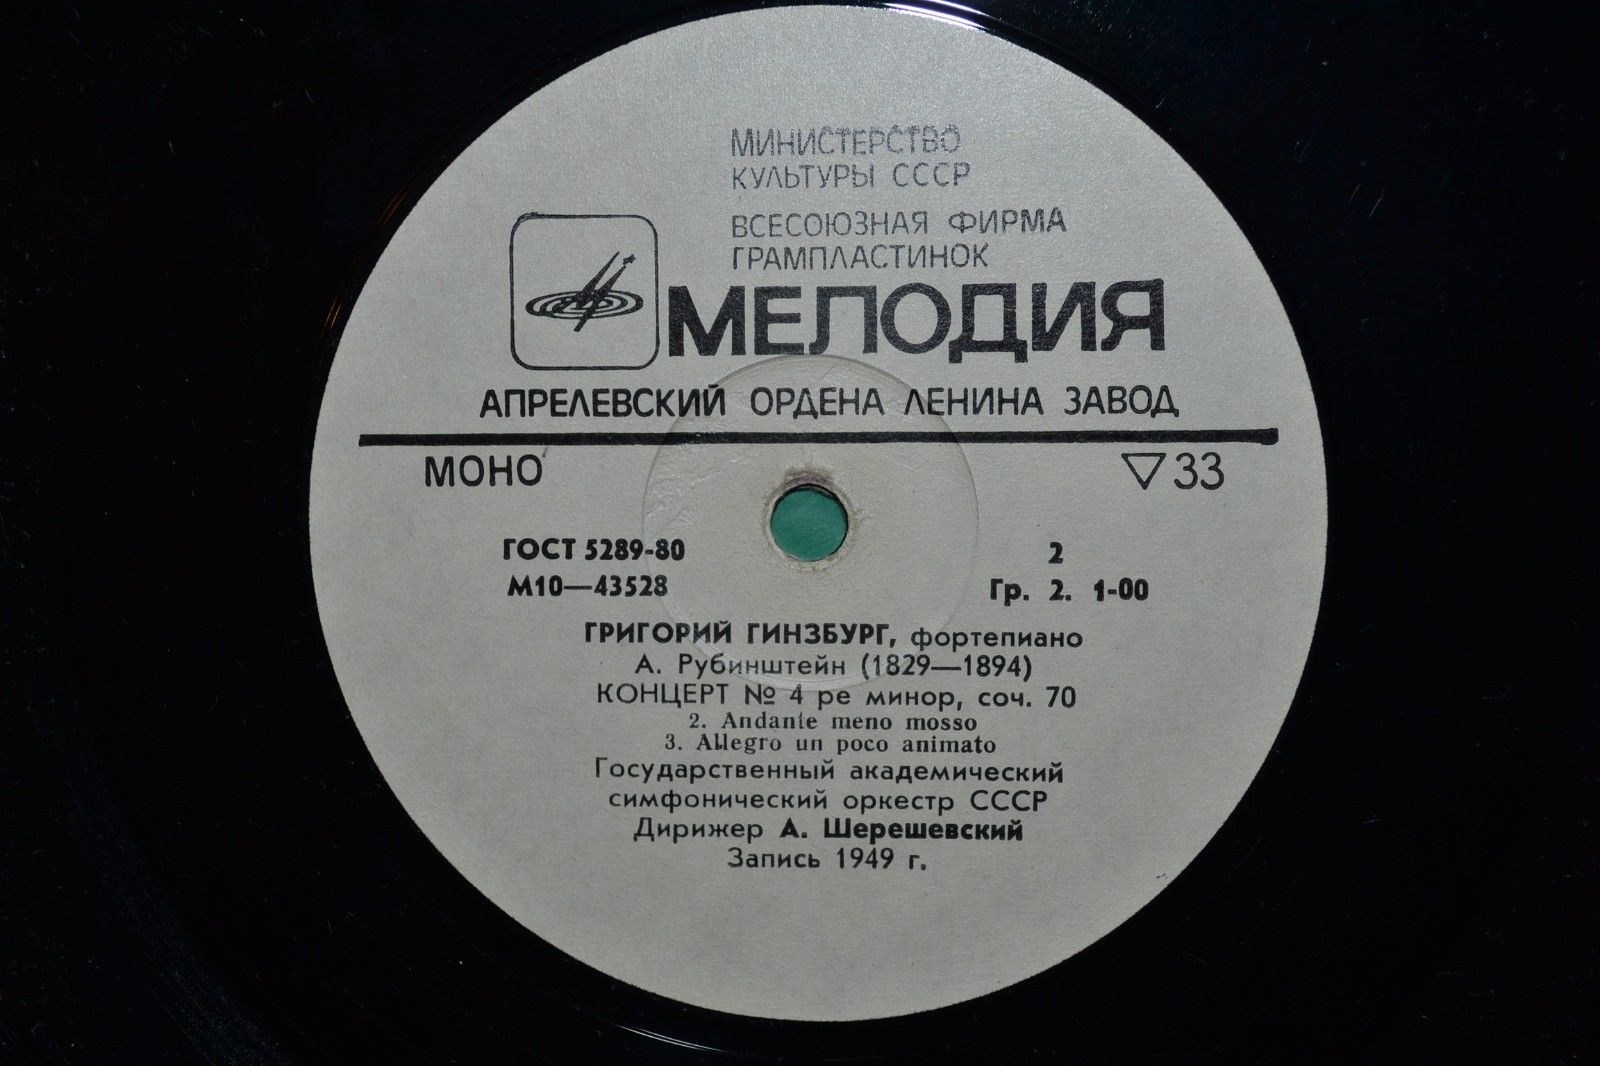 МИНИСТЕРСТВО
КУЛЬТУРЫ СССР
ВСЕСОЮЗНАЯ ФИРМА
ГРАМПЛАСТИНОК
МЕЛОДИЯ
АПРЕЛЕВСКИЙ ОРДЕНА ЛЕНИНА ЗАВОД
МОНО ▽33
ГОСТ 5289-80 2
М10—43528 Гр. 2. 1-00
ГРИГОРИЙ ГИНЗБУРГ, фортепиано
А. Рубинштейн (1829—1894)
КОНЦЕРТ № 4 ре минор, соч. 70
2. Andante meno mosso
3. Allegro un poco animato
Государственный академический
симфонический оркестр СССР
Дирижер А. Шерешевский
Запись 1949 г.